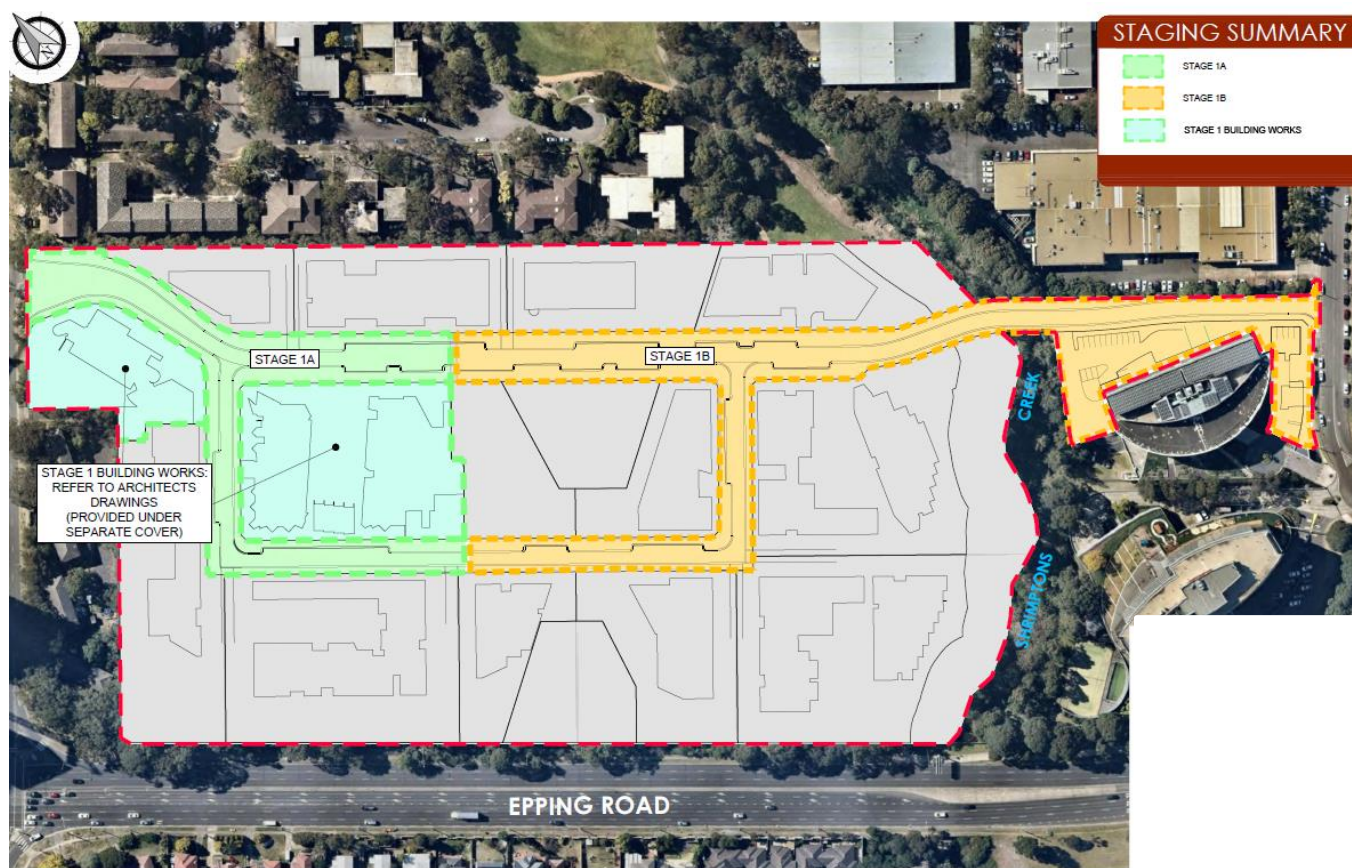 N
STAGING SUMMARY
STAGE 1A
STAGE 1B
STAGE 1 BUILDING WORKS
STAGE 1A
STAGE 1B
CREEK
STAGE 1 BUILDING WORKS:
REFER TO ARCHITECTS
DRAWINGS
(PROVIDED UNDER
SEPARATE COVER)
SHRIMPTONS
EPPING ROAD